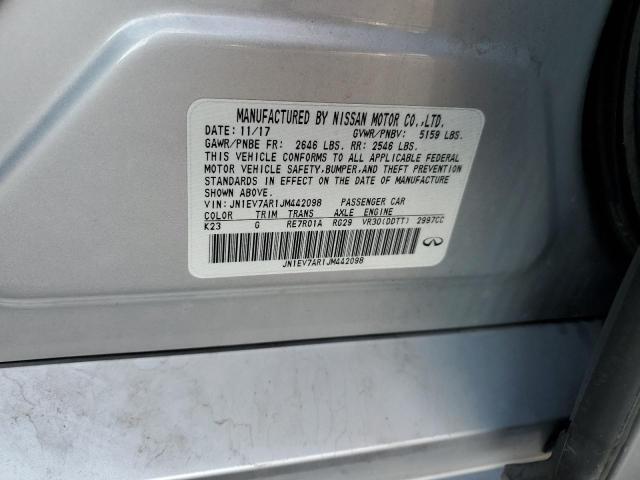 MANUFACTURED BY NISSAN MOTOR CO.,LTD.
DATE: 11/17 GVWR/PNBV: 5159 LBS.
GAWR/PNBE FR: 2646 LBS. RR: 2546 LBS.
THIS VEHICLE CONFORMS TO ALL APPLICABLE FEDERAL
MOTOR VEHICLE SAFETY,BUMPER,AND THEFT PREVENTION
STANDARDS IN EFFECT ON THE DATE OF MANUFACTURE
SHOWN ABOVE.
VIN: JN1EV7AR1JM442098 PASSENGER CAR
COLOR TRIM TRANS AXLE ENGINE
K23 G RE7R01A RG29 VR30(DDTT) 2997CC
JN1EV7AR1JM442098